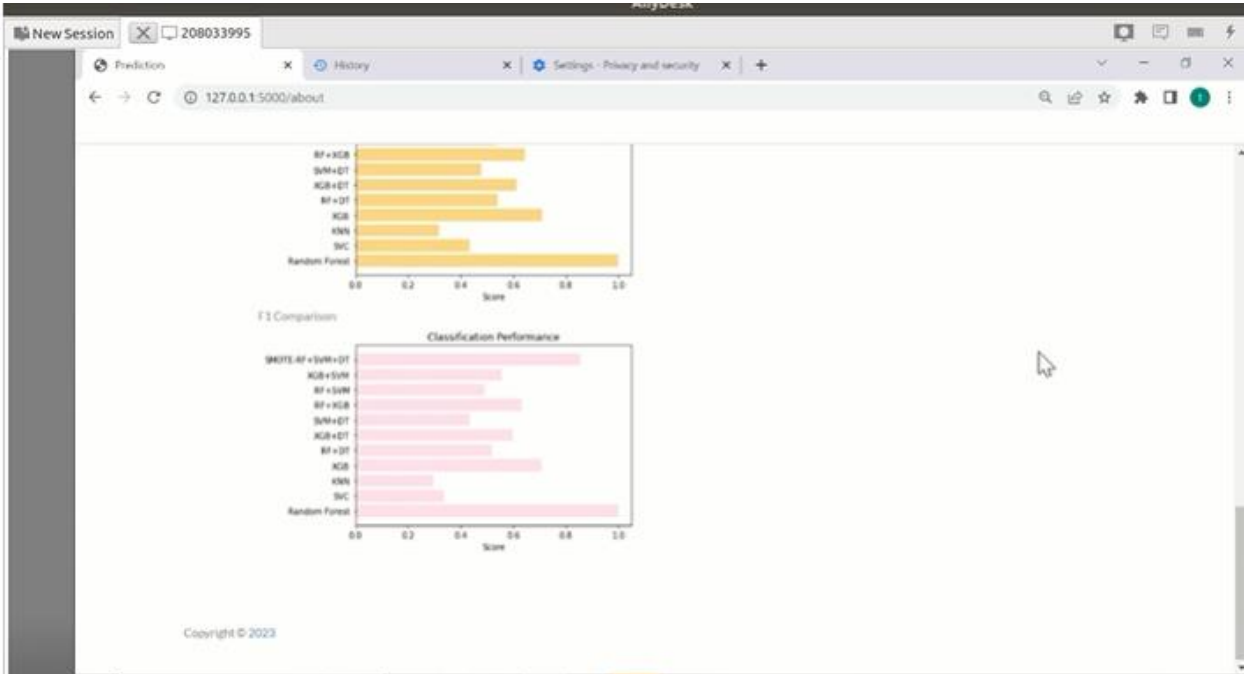 AnyDesk
New Session 208033995
Prediction History Settings - Privacy and security
127.0.0.1:5000/about
RF+XGB
SVM+DT
XGB+DT
RF+DT
XGB
KNN
SVC
Random Forest
0.0 0.2 0.4 0.6 0.8 1.0
Score
F1 Comparison
Classification Performance
SMOTE-RF+SVM+DT
XGB+SVM
RF+SVM
RF+XGB
SVM+DT
XGB+DT
RF+DT
XGB
KNN
SVC
Random Forest
0.0 0.2 0.4 0.6 0.8 1.0
Score
Copyright © 2023